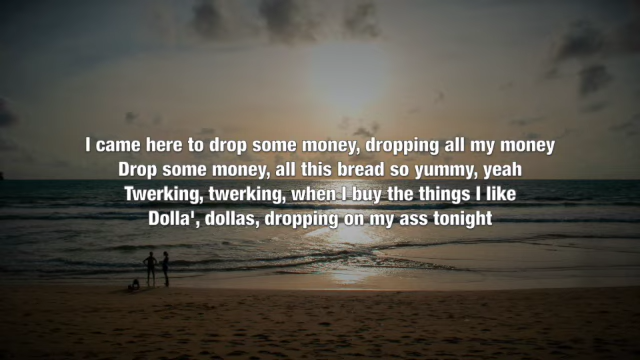 I came here to drop some money, dropping all my money
Drop some money, all this bread so yummy, yeah
Twerking, twerking, when I buy the things I like
Dolla', dollas, dropping on my ass tonight